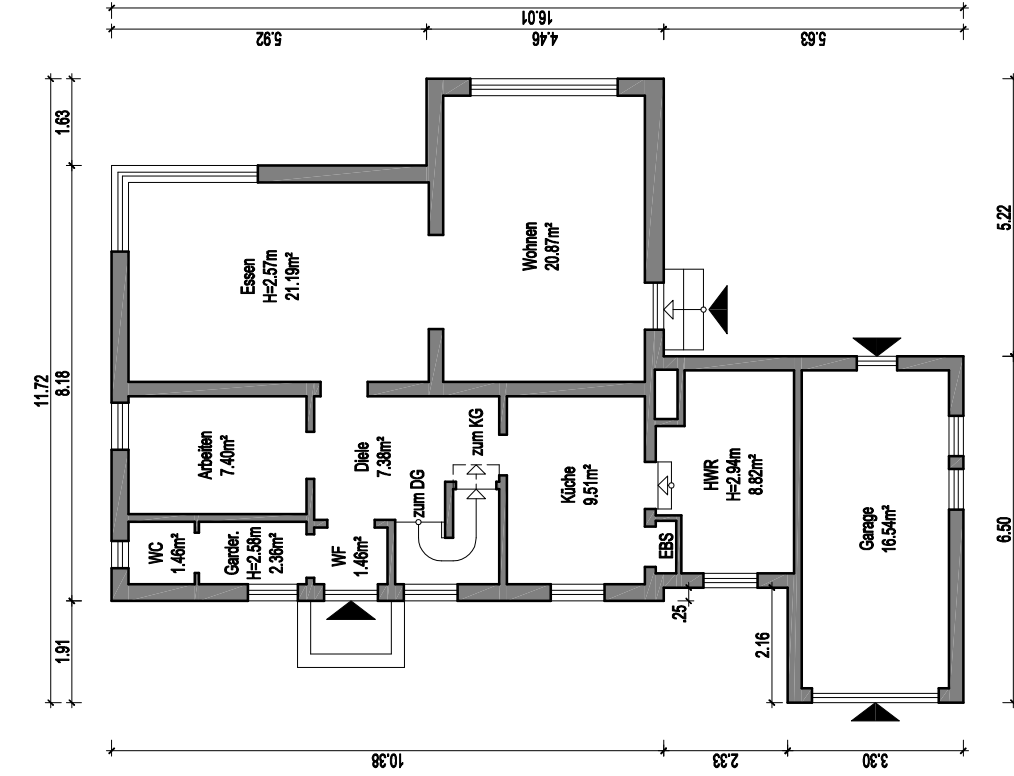 16.01
5.92
4.46
5.63
1.63
11.72
8.18
1.91
5.22
6.50
Wohnen
20.87m²
Essen
H=2.57m
21.19m²
Arbeiten
7.40m²
Diele
7.38m²
zum KG
zum DG
Küche
9.51m²
HWR
H=2.94m
8.82m²
Garage
16.54m²
WC
1.46m²
Garder.
H=2.58m
2.36m²
WF
1.46m²
EBS
.25
2.16
10.38
2.33
3.30